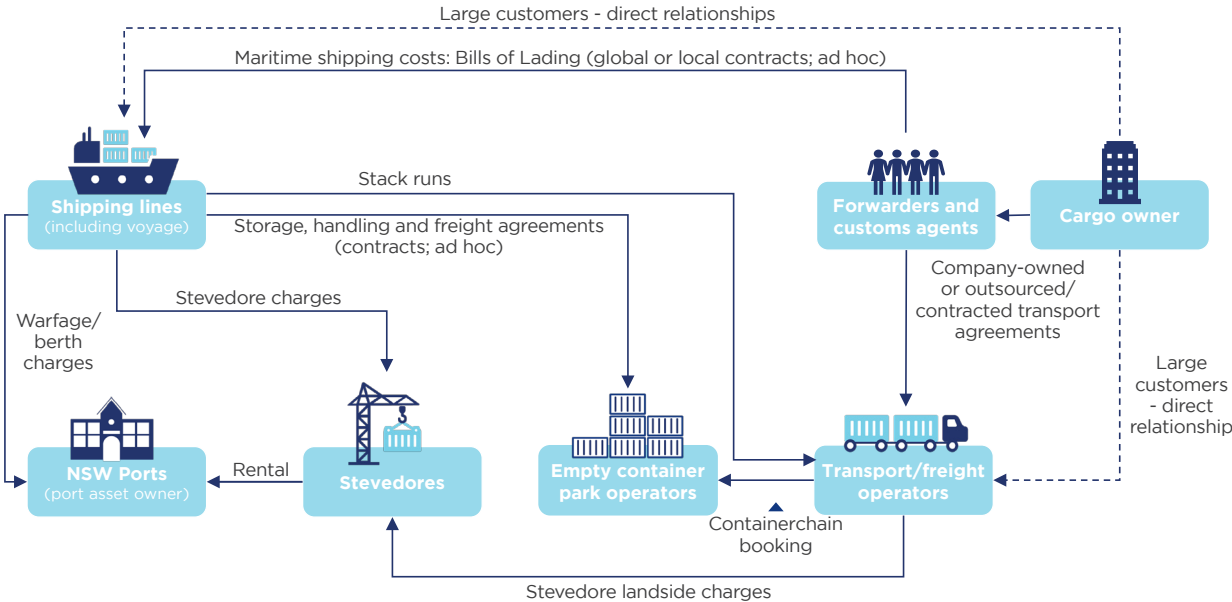 Large customers - direct relationships
Maritime shipping costs: Bills of Lading (global or local contracts; ad hoc)
Shipping lines
(including voyage)
Stack runs
Storage, handling and freight agreements
(contracts; ad hoc)
Forwarders and
customs agents
Cargo owner
Stevedore charges
Warfage/
berth
charges
Company-owned
or outsourced/
contracted transport
agreements
Large
customers
- direct
relationship
NSW Ports
(port asset owner)
Rental
Stevedores
Empty container
park operators
Transport/freight
operators
Containerchain
booking
Stevedore landside charges